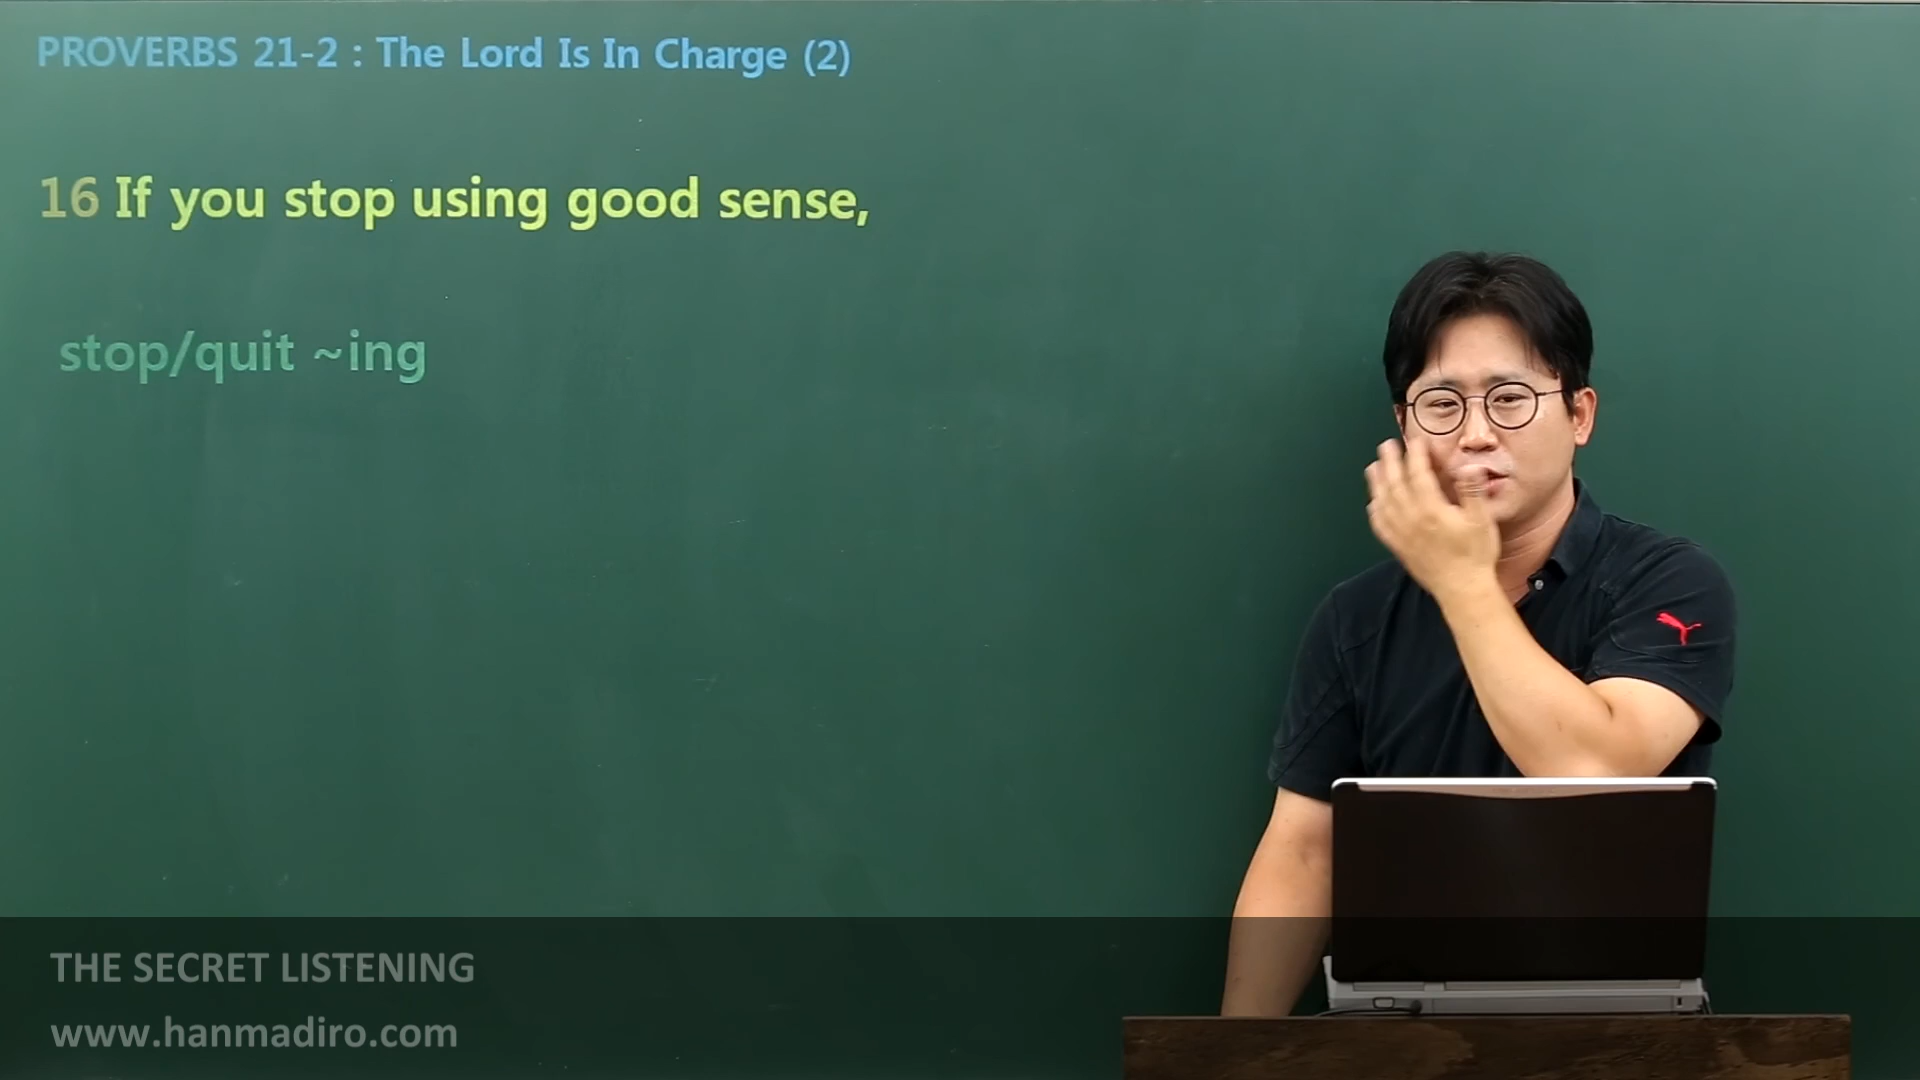 PROVERBS 21-2 : The Lord Is In Charge (2)
16 If you stop using good sense,
stop/quit ~ing
THE SECRET LISTENING
www.hanmadiro.com